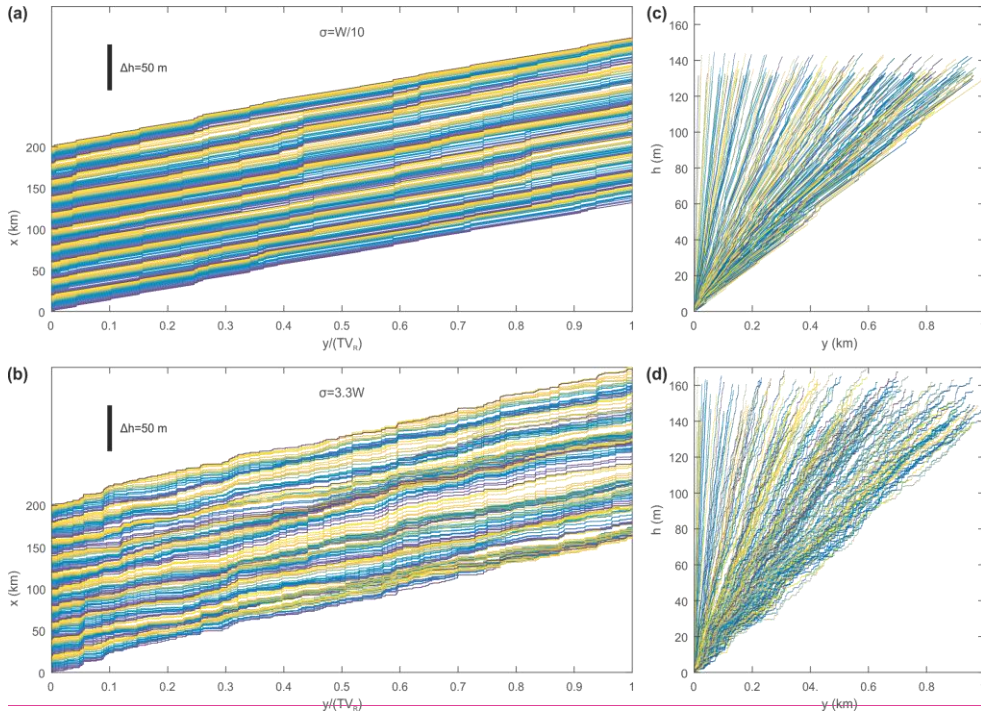 (a)
σ=W/10
Δh=50 m
x (km)
200
150
100
50
0
0 0.1 0.2 0.3 0.4 0.5 0.6 0.7 0.8 0.9 1
y/(TV_R)
(c)
h (m)
160
140
120
100
80
60
40
20
0
0 0.2 0.4 0.6 0.8
y (km)
(b)
σ=3.3W
Δh=50 m
x (km)
200
150
100
50
0
0 0.1 0.2 0.3 0.4 0.5 0.6 0.7 0.8 0.9 1
y/(TV_R)
(d)
h (m)
160
140
120
100
80
60
40
20
0
0 0.2 04. 0.6 0.8
y (km)